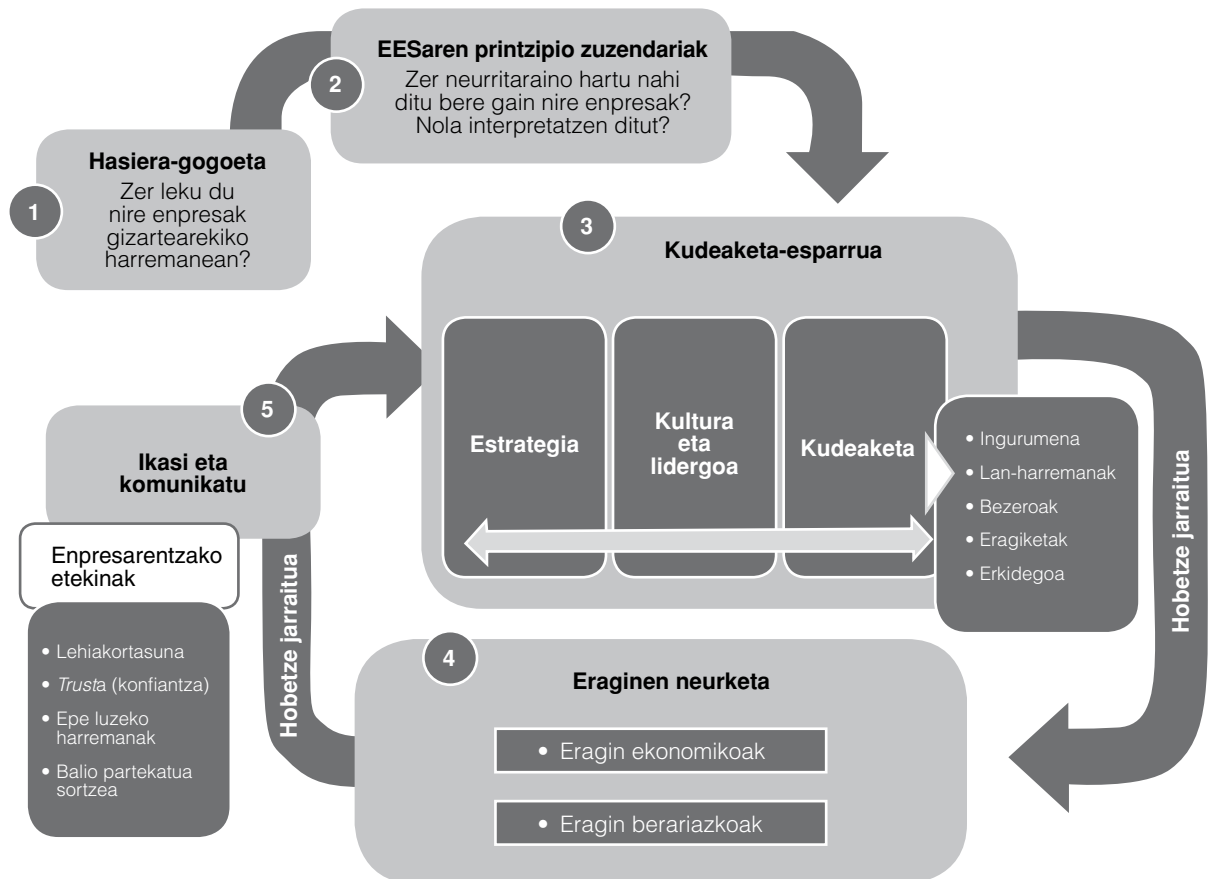 1
Hasiera-gogoeta
Zer leku du
nire enpresak
gizartearekiko
harremanean?
2
EESaren printzipio zuzendariak
Zer neurritaraino hartu nahi
ditu bere gain nire enpresak?
Nola interpretatzen ditut?
3
Kudeaketa-esparrua
Estrategia
Kultura
eta
lidergoa
Kudeaketa
• Ingurumena
• Lan-harremanak
• Bezeroak
• Eragiketak
• Erkidegoa
Hobetze jarraitua
4
Eraginen neurketa
• Eragin ekonomikoak
• Eragin berariazkoak
Hobetze jarraitua
5
Ikasi eta
komunikatu
Enpresarentzako
etekinak
• Lehiakortasuna
• Trusta (konfiantza)
• Epe luzeko
harremanak
• Balio partekatua
sortzea